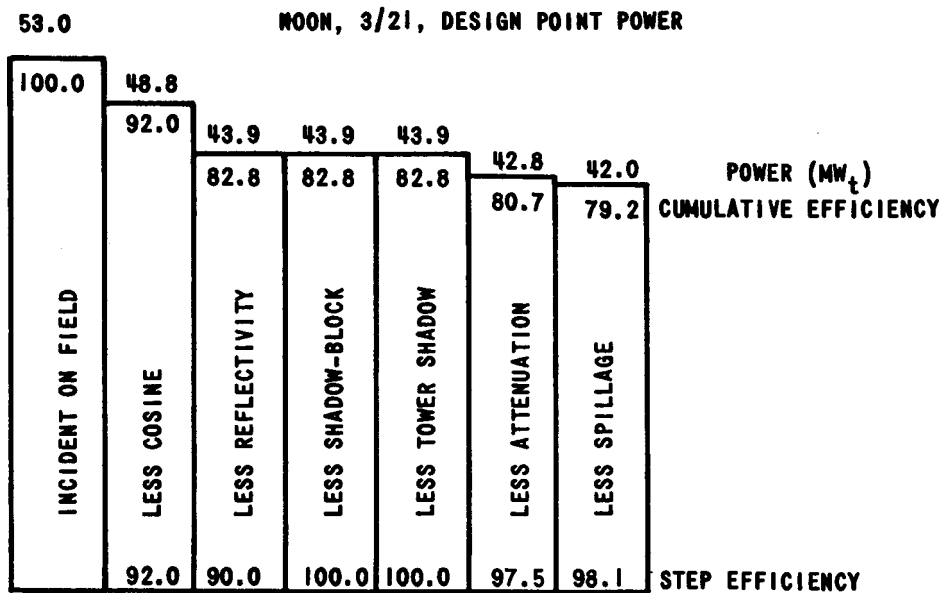 53.0
NOON, 3/21, DESIGN POINT POWER
100.0
48.8
92.0
43.9
43.9
43.9
82.8
82.8
82.8
42.8
80.7
42.0
79.2
POWER (MWt)
CUMULATIVE EFFICIENCY
INCIDENT ON FIELD
LESS COSINE
LESS REFLECTIVITY
LESS SHADOW-BLOCK
LESS TOWER SHADOW
LESS ATTENUATION
LESS SPILLAGE
92.0
90.0
100.0
100.0
97.5
98.1
STEP EFFICIENCY